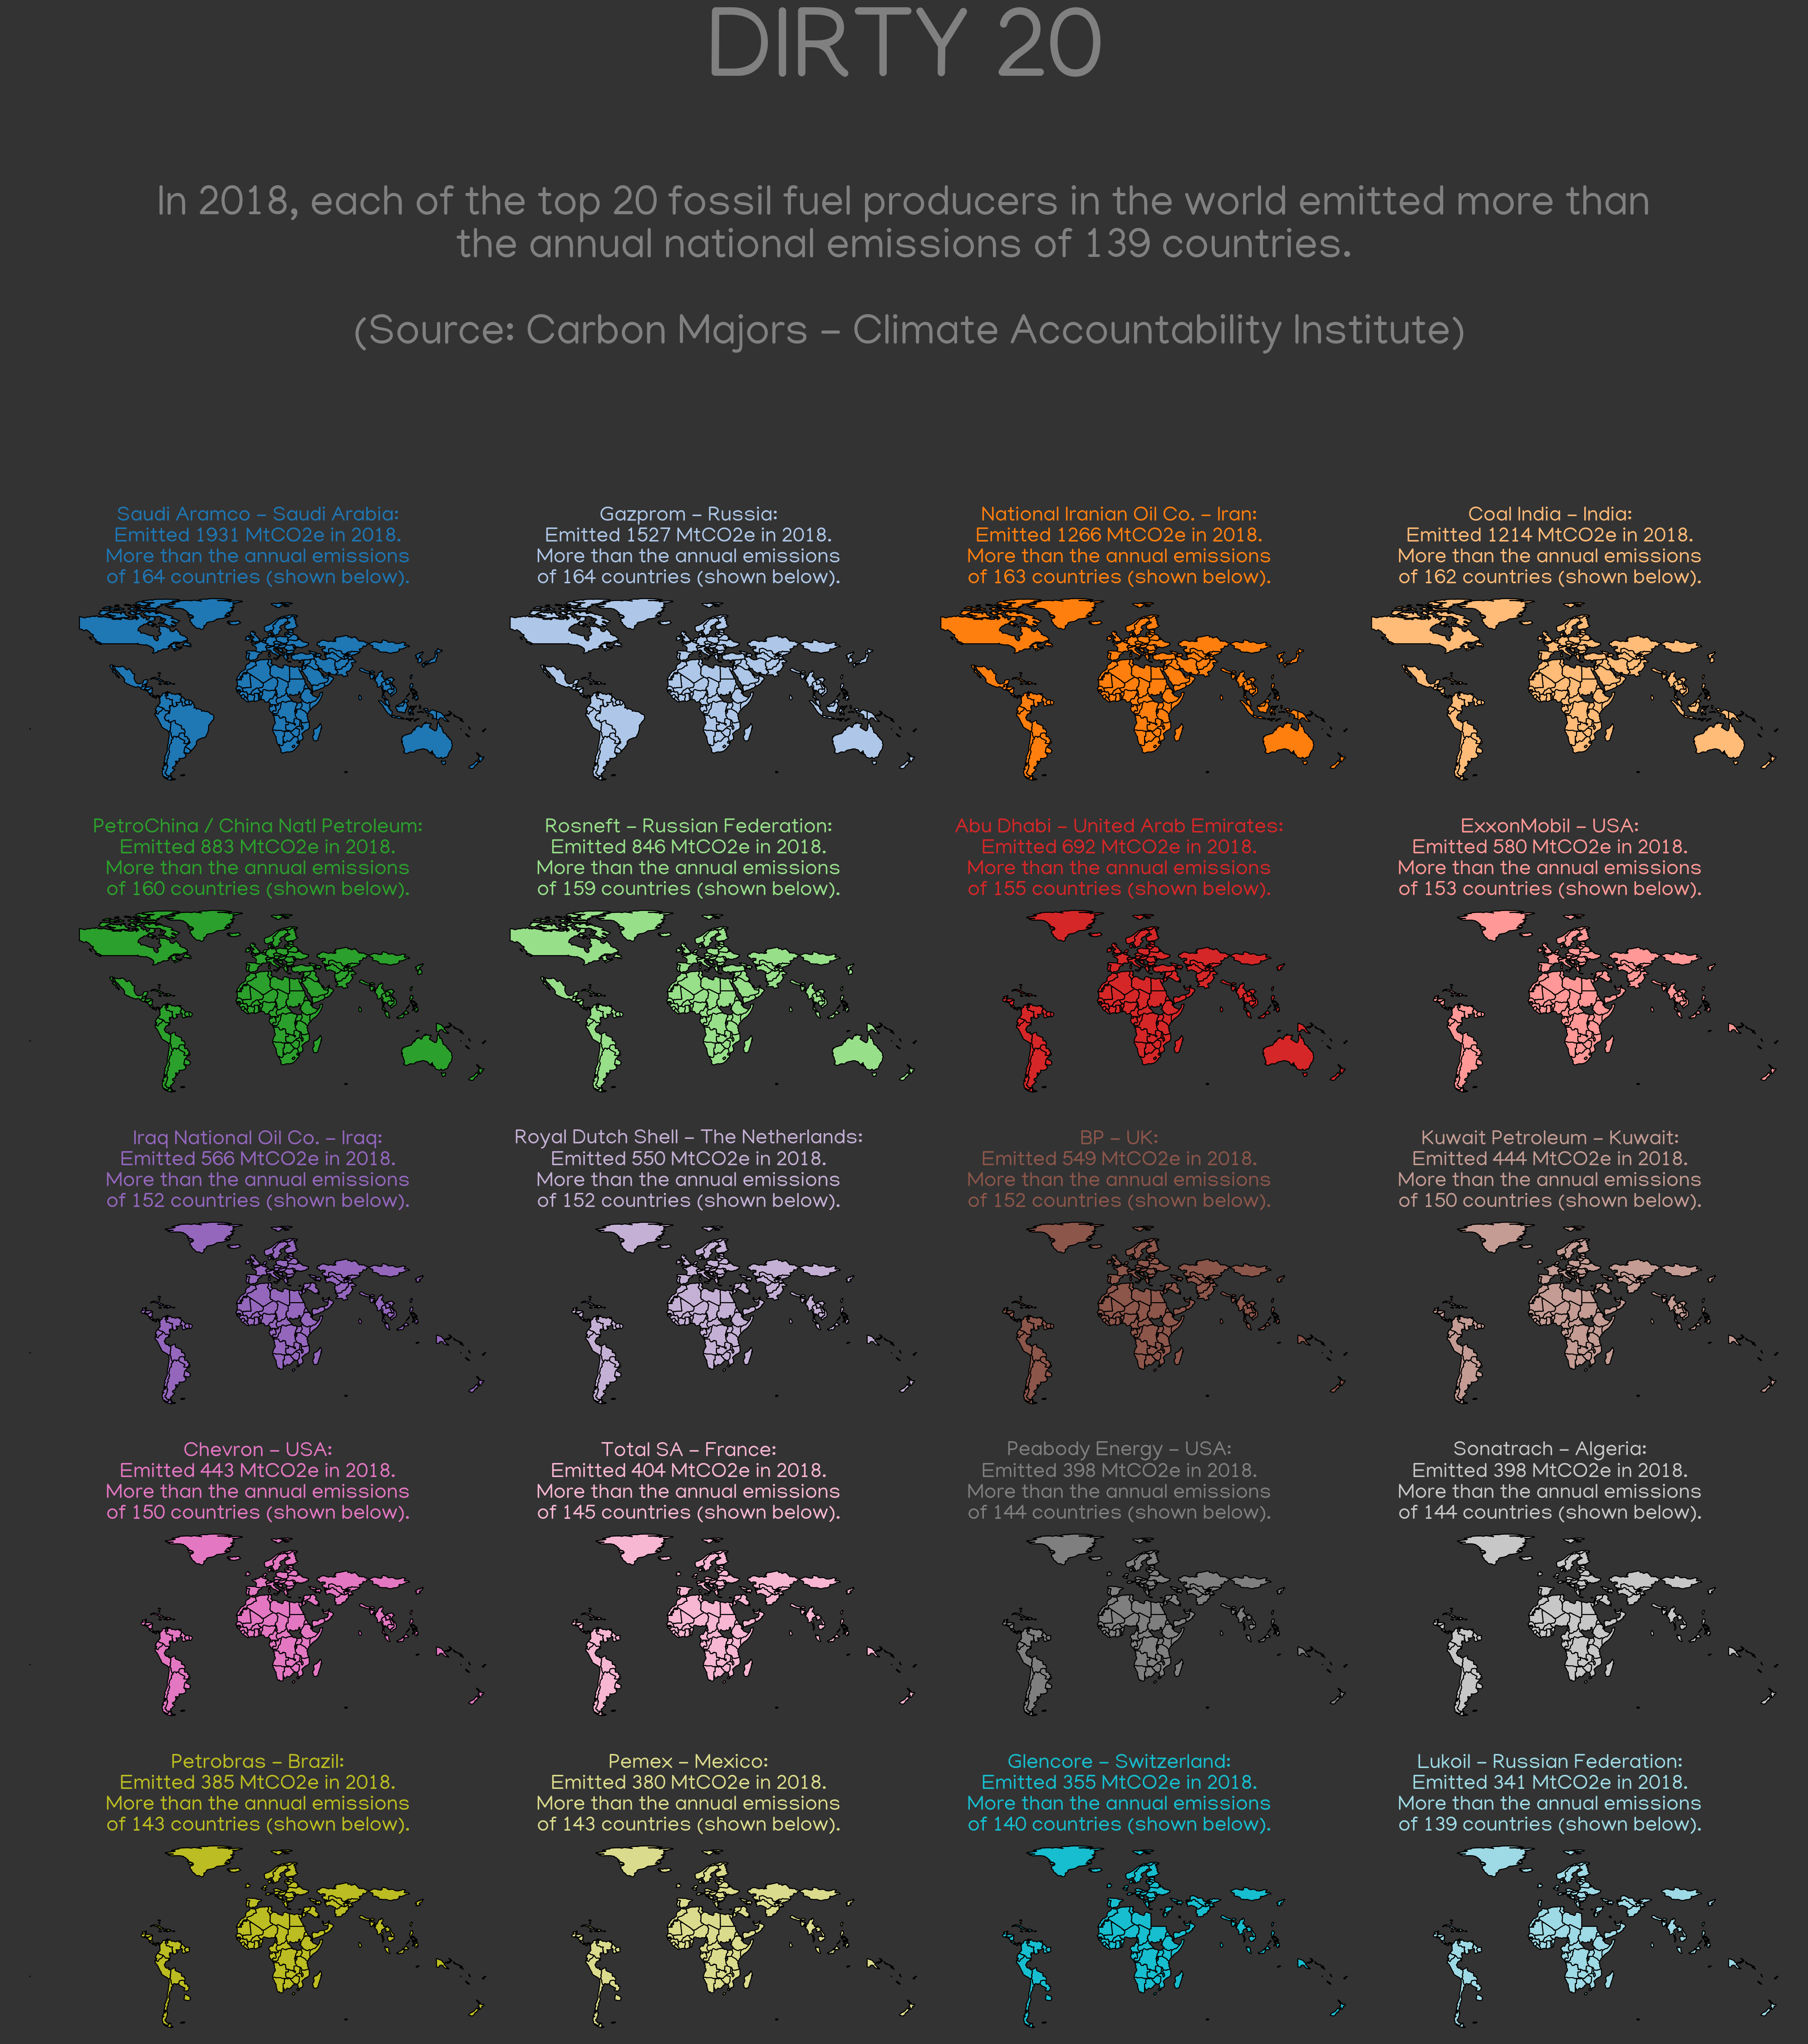 DIRTY 20
In 2018, each of the top 20 fossil fuel producers in the world emitted more than
the annual national emissions of 139 countries.
(Source: Carbon Majors – Climate Accountability Institute)
Saudi Aramco – Saudi Arabia:
Emitted 1931 MtCO2e in 2018.
More than the annual emissions
of 164 countries (shown below).
Gazprom – Russia:
Emitted 1527 MtCO2e in 2018.
More than the annual emissions
of 164 countries (shown below).
National Iranian Oil Co. – Iran:
Emitted 1266 MtCO2e in 2018.
More than the annual emissions
of 163 countries (shown below).
Coal India – India:
Emitted 1214 MtCO2e in 2018.
More than the annual emissions
of 162 countries (shown below).
PetroChina / China Natl Petroleum:
Emitted 883 MtCO2e in 2018.
More than the annual emissions
of 160 countries (shown below).
Rosneft – Russian Federation:
Emitted 846 MtCO2e in 2018.
More than the annual emissions
of 159 countries (shown below).
Abu Dhabi – United Arab Emirates:
Emitted 692 MtCO2e in 2018.
More than the annual emissions
of 155 countries (shown below).
ExxonMobil – USA:
Emitted 580 MtCO2e in 2018.
More than the annual emissions
of 153 countries (shown below).
Iraq National Oil Co. – Iraq:
Emitted 566 MtCO2e in 2018.
More than the annual emissions
of 152 countries (shown below).
Royal Dutch Shell – The Netherlands:
Emitted 550 MtCO2e in 2018.
More than the annual emissions
of 152 countries (shown below).
BP – UK:
Emitted 549 MtCO2e in 2018.
More than the annual emissions
of 152 countries (shown below).
Kuwait Petroleum – Kuwait:
Emitted 444 MtCO2e in 2018.
More than the annual emissions
of 150 countries (shown below).
Chevron – USA:
Emitted 443 MtCO2e in 2018.
More than the annual emissions
of 150 countries (shown below).
Total SA – France:
Emitted 404 MtCO2e in 2018.
More than the annual emissions
of 145 countries (shown below).
Peabody Energy – USA:
Emitted 398 MtCO2e in 2018.
More than the annual emissions
of 144 countries (shown below).
Sonatrach – Algeria:
Emitted 398 MtCO2e in 2018.
More than the annual emissions
of 144 countries (shown below).
Petrobras – Brazil:
Emitted 385 MtCO2e in 2018.
More than the annual emissions
of 143 countries (shown below).
Pemex – Mexico:
Emitted 380 MtCO2e in 2018.
More than the annual emissions
of 143 countries (shown below).
Glencore – Switzerland:
Emitted 355 MtCO2e in 2018.
More than the annual emissions
of 140 countries (shown below).
Lukoil – Russian Federation:
Emitted 341 MtCO2e in 2018.
More than the annual emissions
of 139 countries (shown below).